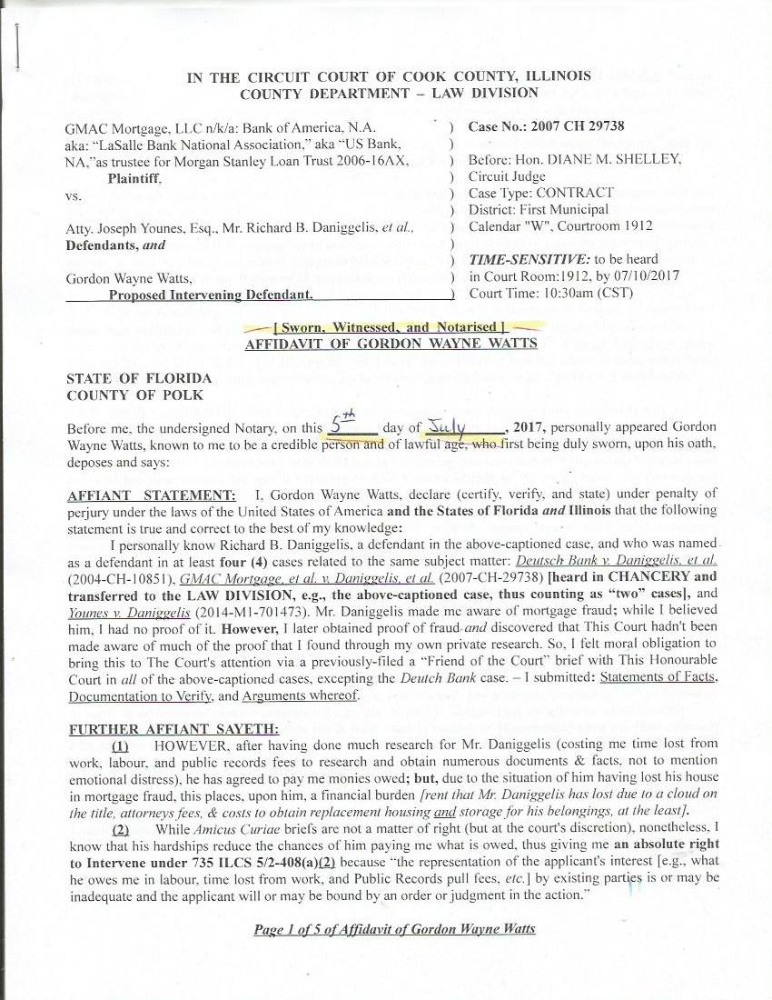 IN THE CIRCUIT COURT OF COOK COUNTY, ILLINOIS
COUNTY DEPARTMENT – LAW DIVISION
GMAC Mortgage, LLC n/k/a: Bank of America, N.A. ) Case No.: 2007 CH 29738
aka: “LaSalle Bank National Association,” aka “US Bank, )
NA,”as trustee for Morgan Stanley Loan Trust 2006-16AX, ) Before: Hon. DIANE M. SHELLEY,
Plaintiff, ) Circuit Judge
vs. ) Case Type: CONTRACT
) District: First Municipal
Atty. Joseph Younes, Esq., Mr. Richard B. Daniggelis, et al., ) Calendar "W", Courtroom 1912
Defendants, and )
) TIME-SENSITIVE: to be heard
Gordon Wayne Watts, ) in Court Room:1912, by 07/10/2017
Proposed Intervening Defendant. ) Court Time: 10:30am (CST)
[ Sworn, Witnessed, and Notarised ]
AFFIDAVIT OF GORDON WAYNE WATTS
STATE OF FLORIDA
COUNTY OF POLK
Before me, the undersigned Notary, on this 5th day of July, 2017, personally appeared Gordon
Wayne Watts, known to me to be a credible person and of lawful age, who first being duly sworn, upon his oath,
deposes and says:
AFFIANT STATEMENT: I, Gordon Wayne Watts, declare (certify, verify, and state) under penalty of
perjury under the laws of the United States of America and the States of Florida and Illinois that the following
statement is true and correct to the best of my knowledge:
I personally know Richard B. Daniggelis, a defendant in the above-captioned case, and who was named
as a defendant in at least four (4) cases related to the same subject matter: Deutsch Bank v. Daniggelis, et al.
(2004-CH-10851), GMAC Mortgage, et al. v. Daniggelis, et al. (2007-CH-29738) [heard in CHANCERY and
transferred to the LAW DIVISION, e.g., the above-captioned case, thus counting as “two” cases], and
Younes v. Daniggelis (2014-M1-701473). Mr. Daniggelis made me aware of mortgage fraud; while I believed
him, I had no proof of it. However, I later obtained proof of fraud and discovered that This Court hadn't been
made aware of much of the proof that I found through my own private research. So, I felt moral obligation to
bring this to The Court's attention via a previously-filed a “Friend of the Court” brief with This Honourable
Court in all of the above-captioned cases, excepting the Deutch Bank case. – I submitted: Statements of Facts,
Documentation to Verify, and Arguments whereof.
FURTHER AFFIANT SAYETH:
(1) HOWEVER, after having done much research for Mr. Daniggelis (costing me time lost from
work, labour, and public records fees to research and obtain numerous documents & facts, not to mention
emotional distress), he has agreed to pay me monies owed; but, due to the situation of him having lost his house
in mortgage fraud, this places, upon him, a financial burden [rent that Mr. Daniggelis has lost due to a cloud on
the title, attorneys fees, & costs to obtain replacement housing and storage for his belongings, at the least].
(2) While Amicus Curiae briefs are not a matter of right (but at the court's discretion), nonetheless, I
know that his hardships reduce the chances of him paying me what is owed, thus giving me an absolute right
to Intervene under 735 ILCS 5/2-408(a)(2) because “the representation of the applicant's interest [e.g., what
he owes me in labour, time lost from work, and Public Records pull fees, etc.] by existing parties is or may be
inadequate and the applicant will or may be bound by an order or judgment in the action.”
Page 1 of 5 of Affidavit of Gordon Wayne Watts